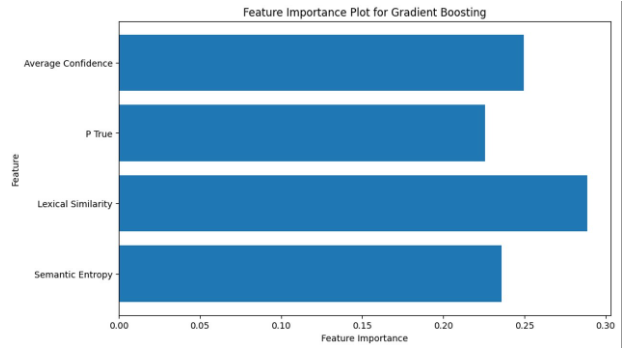 Feature Importance Plot for Gradient Boosting
Average Confidence
P True
Feature
Lexical Similarity
Semantic Entropy
0.00 0.05 0.10 0.15 0.20 0.25 0.30
Feature Importance